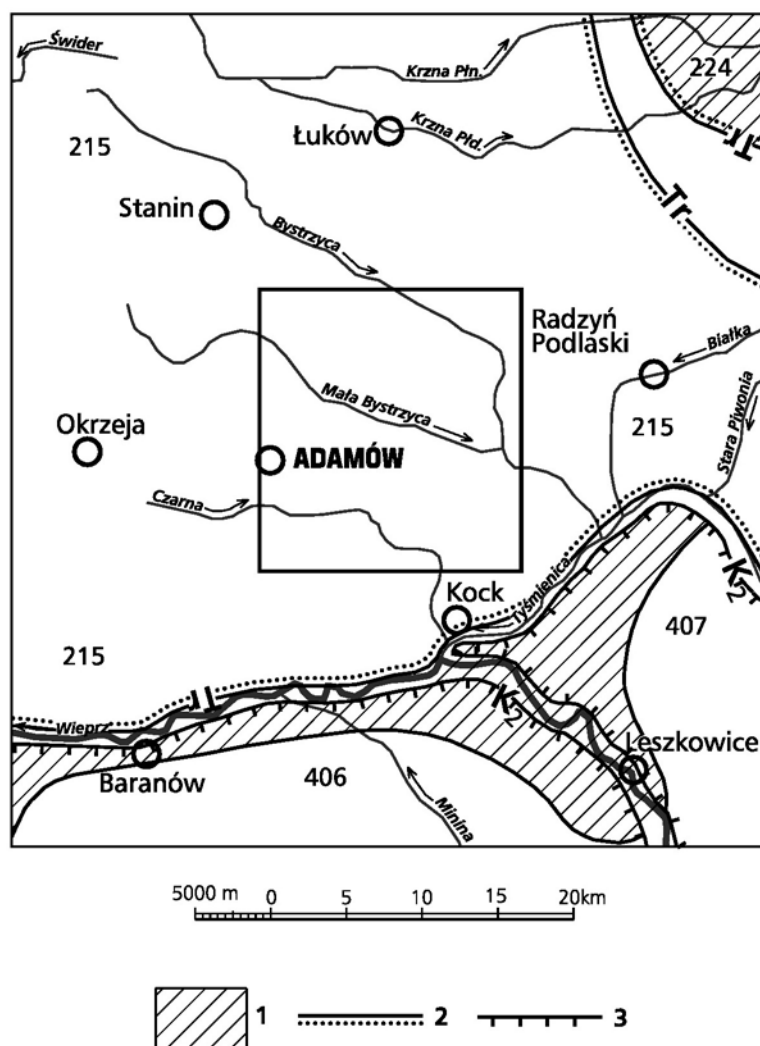 Świder
Krzna Płn.
224
Łuków
Krzna Płd.
Tr
215
Stanin
Tr
Bystrzyca
Radzyń
Podlaski
Białka
Mała Bystrzyca
Stara Piwonia
Okrzeja
215
ADAMÓW
Czarna
Tyśmienica
K2
Kock
407
215
Wieprz
K2
Leszkowice
Baranów
406
Minina
5000 m 0 5 10 15 20km
1 2 3